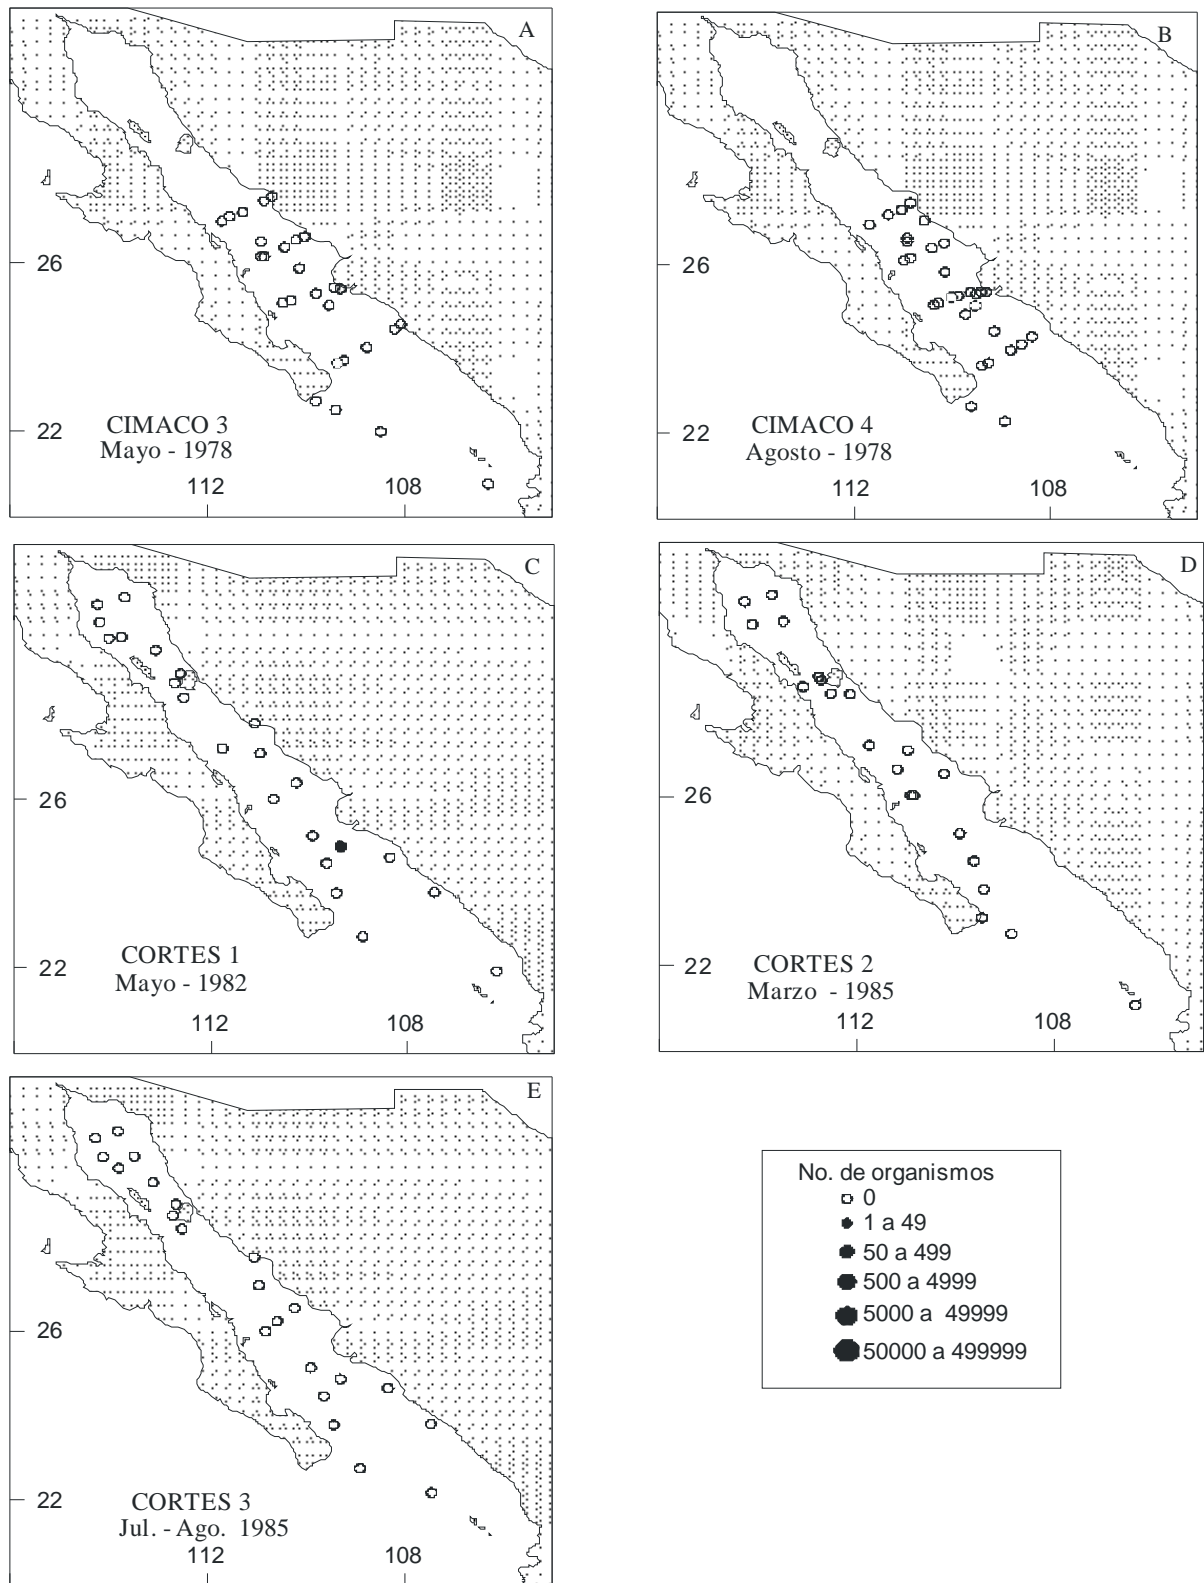 A
26
22
CIMACO 3
Mayo - 1978
112
108
B
26
22
CIMACO 4
Agosto - 1978
112
108
C
26
22
CORTES 1
Mayo - 1982
112
108
D
26
22
CORTES 2
Marzo - 1985
112
108
E
26
22
CORTES 3
Jul. - Ago. 1985
112
108
No. de organismos
0
1 a 49
50 a 499
500 a 4999
5000 a 49999
50000 a 499999